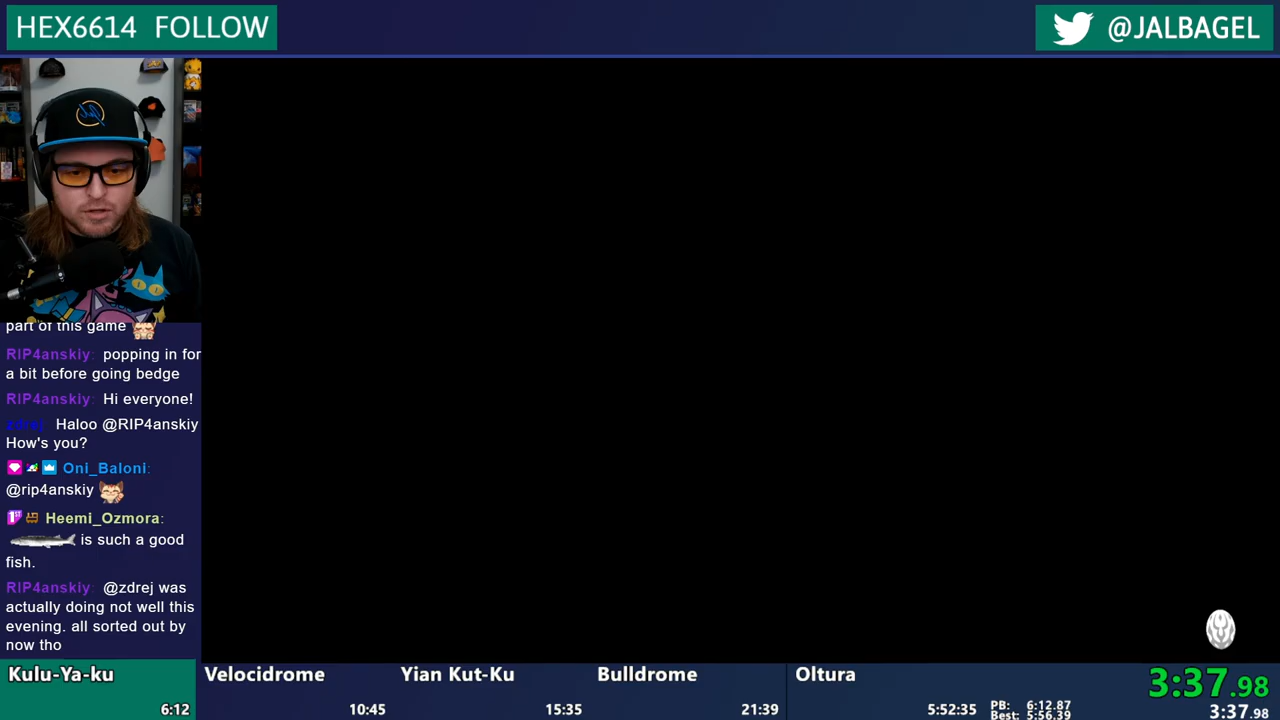 HEX6614 FOLLOW
@JALBAGEL
part of this game
RIP4anskiy: popping in for
a bit before going bedge
RIP4anskiy: Hi everyone!
zdrej: Haloo @RIP4anskiy
How's you?
Oni_Baloni:
@rip4anskiy
Heemi_Ozmora:
is such a good
fish.
RIP4anskiy: @zdrej was
actually doing not well this
evening. all sorted out by
now tho
Kulu-Ya-ku
6:12
Velocidrome
10:45
Yian Kut-Ku
15:35
Bulldrome
21:39
Oltura
5:52:35
PB: 6:12.87
Best: 5:56.39
3:37.98
3:37.98